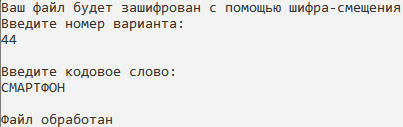 Ваш файл будет зашифрован с помощью шифра-смещения
Введите номер варианта:
44
Введите кодовое слово:
СМАРТФОН
Файл обработан